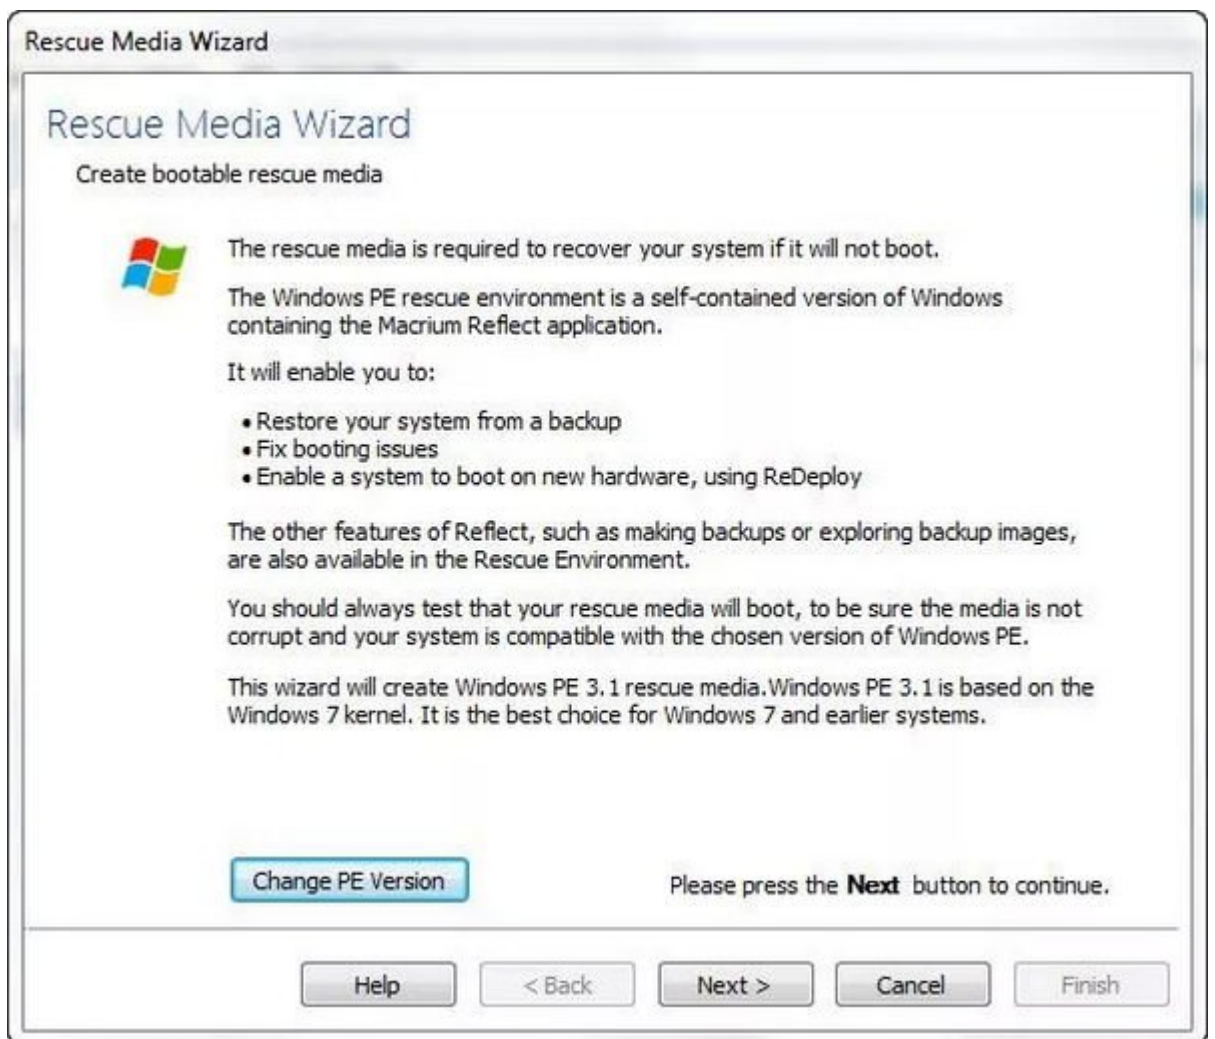 Rescue Media Wizard
Rescue Media Wizard
Create bootable rescue media
The rescue media is required to recover your system if it will not boot.
The Windows PE rescue environment is a self-contained version of Windows
containing the Macrium Reflect application.
It will enable you to:
• Restore your system from a backup
• Fix booting issues
• Enable a system to boot on new hardware, using ReDeploy
The other features of Reflect, such as making backups or exploring backup images,
are also available in the Rescue Environment.
You should always test that your rescue media will boot, to be sure the media is not
corrupt and your system is compatible with the chosen version of Windows PE.
This wizard will create Windows PE 3.1 rescue media.Windows PE 3.1 is based on the
Windows 7 kernel. It is the best choice for Windows 7 and earlier systems.
Change PE Version
Please press the Next button to continue.
Help
< Back
Next >
Cancel
Finish